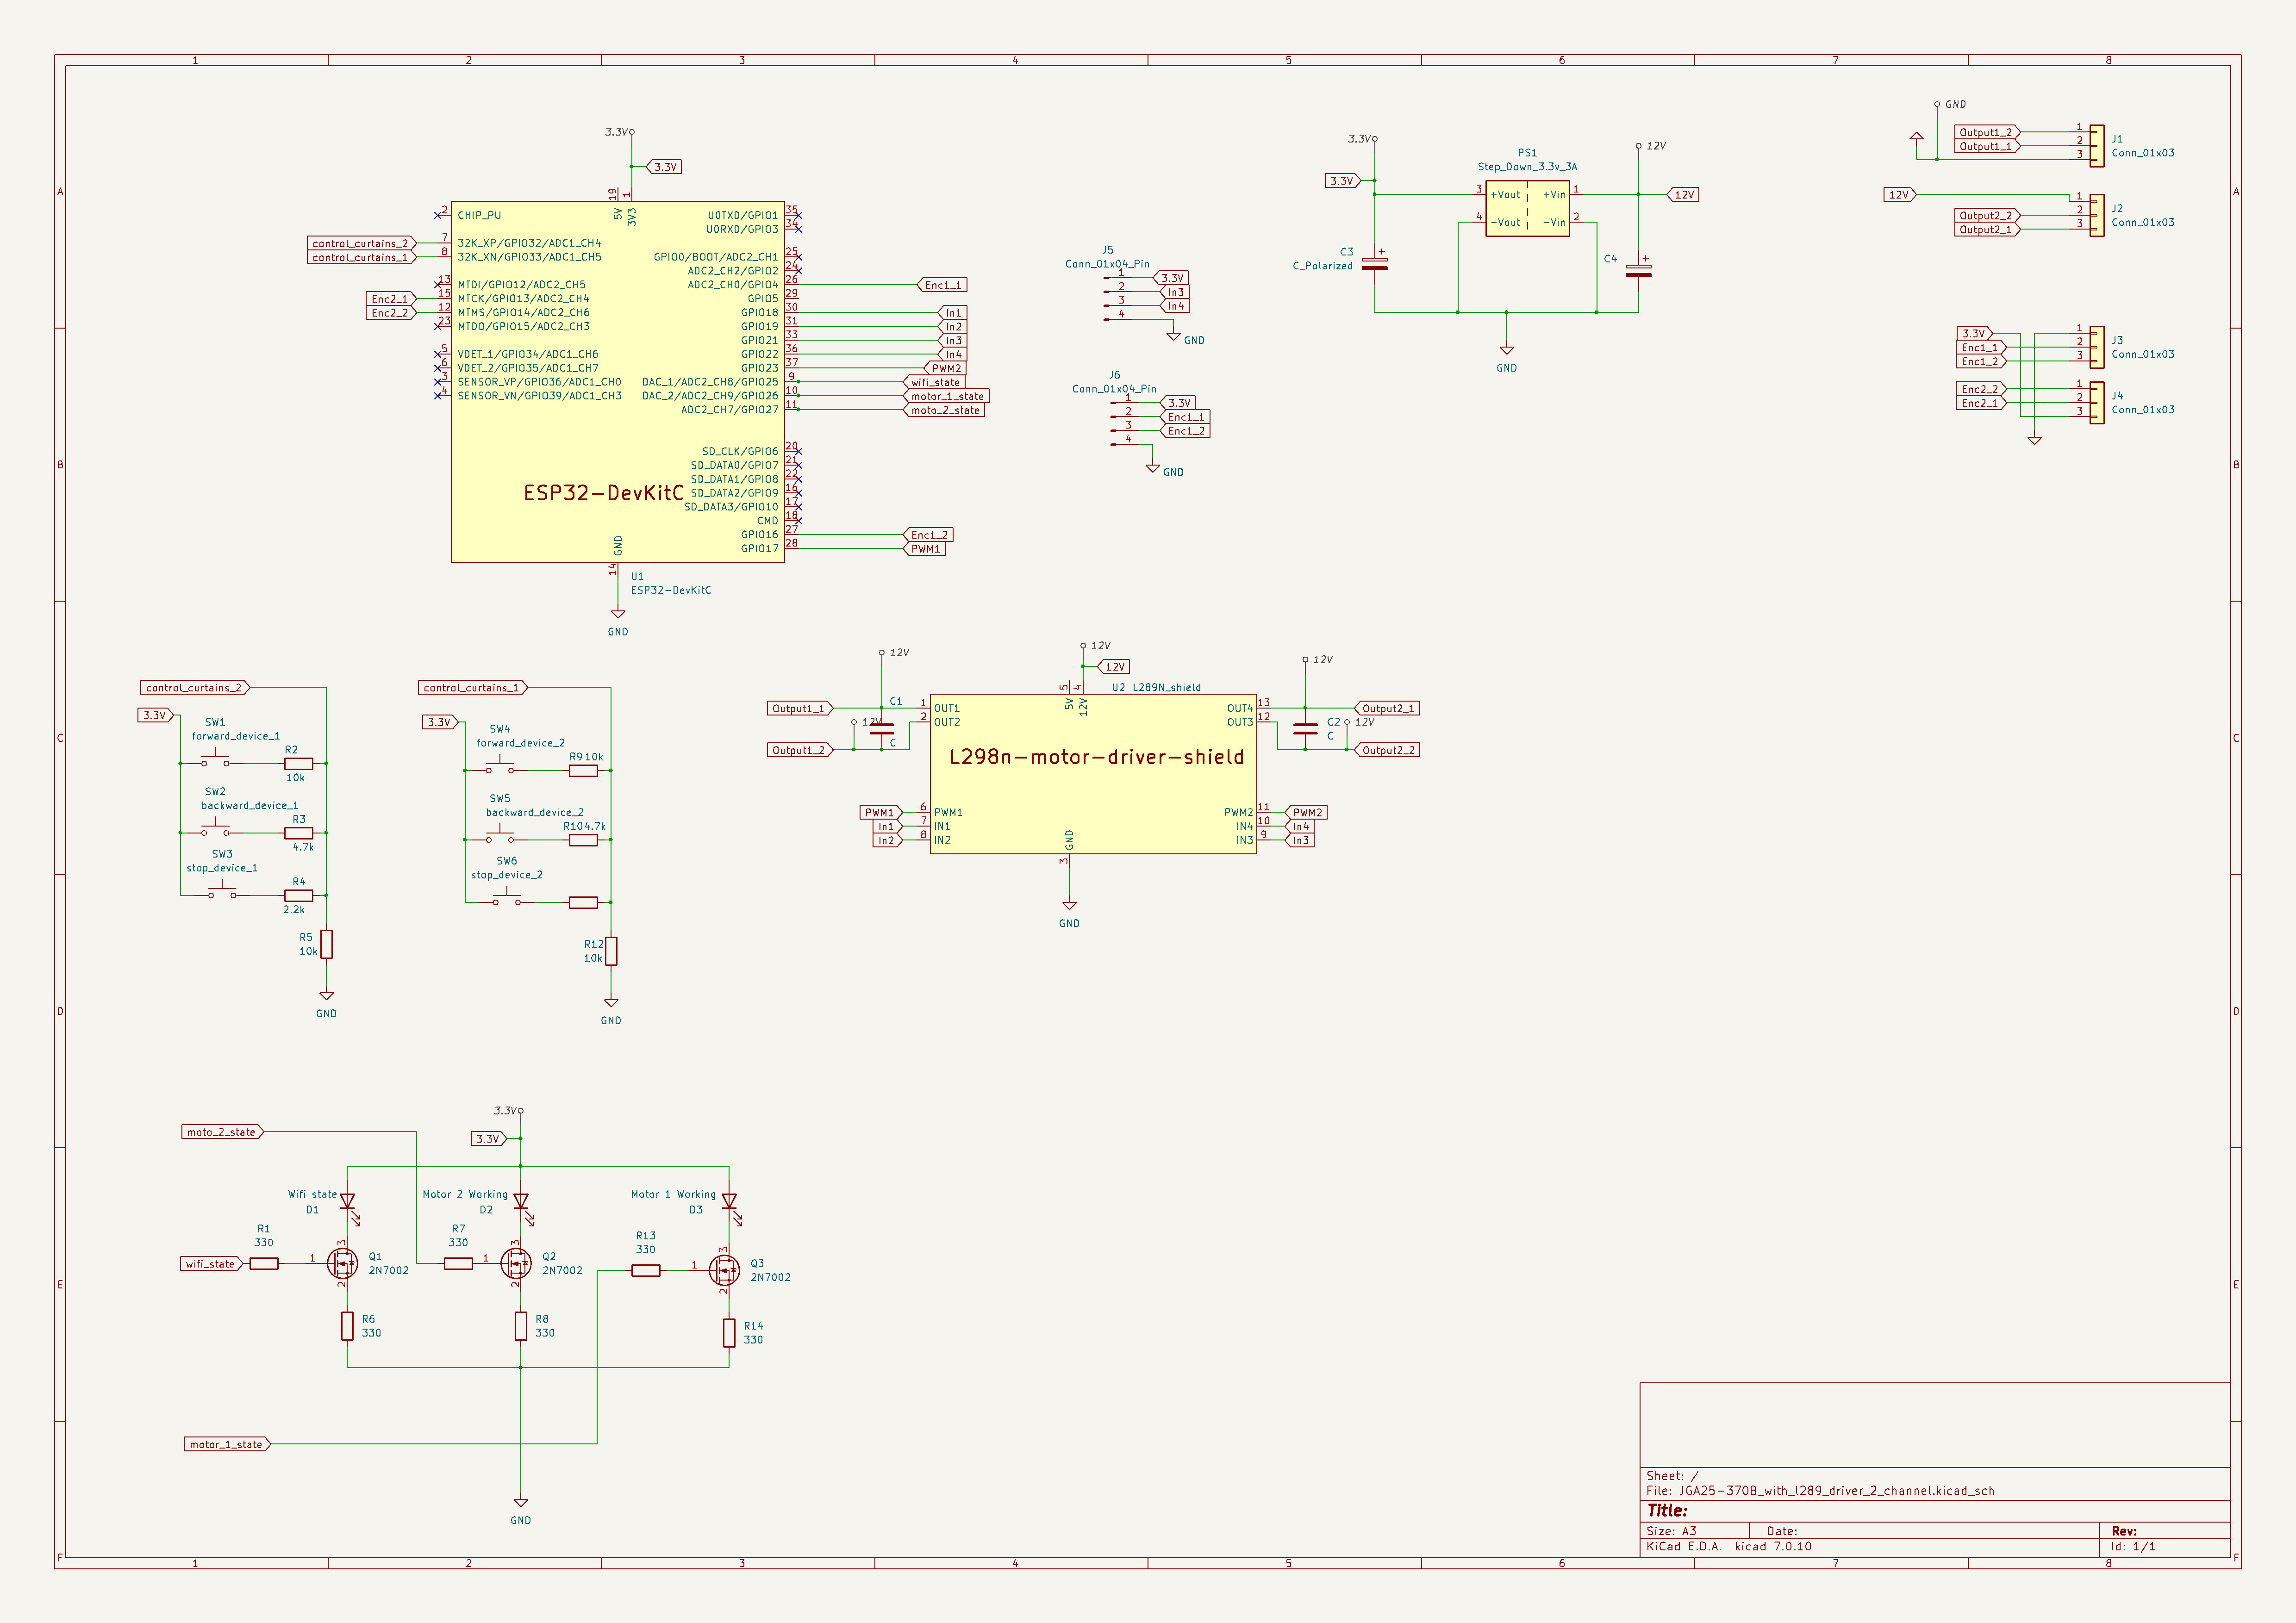 1 2 3 4 5 6 7 8
A
B
C
D
E
F
A
B
C
D
E
F
1 2 3 4 5 6 7 8
3.3V
3.3V
19
1
5V
3V3
2 CHIP_PU
control_curtains_2 7 32K_XP/GPIO32/ADC1_CH4
control_curtains_1 8 32K_XN/GPIO33/ADC1_CH5
13 MTDI/GPIO12/ADC2_CH5
Enc2_1 15 MTCK/GPIO13/ADC2_CH4
Enc2_2 12 MTMS/GPIO14/ADC2_CH6
23 MTDO/GPIO15/ADC2_CH3
5 VDET_1/GPIO34/ADC1_CH6
6 VDET_2/GPIO35/ADC1_CH7
3 SENSOR_VP/GPIO36/ADC1_CH0
4 SENSOR_VN/GPIO39/ADC1_CH3
U0TXD/GPIO1 35
U0RXD/GPIO3 34
GPIO0/BOOT/ADC2_CH1 25
ADC2_CH2/GPIO2 24
ADC2_CH0/GPIO4 26 Enc1_1
GPIO5 29
GPIO18 30 In1
GPIO19 31 In2
GPIO21 33 In3
GPIO22 36 In4
GPIO23 37 PWM2
DAC_1/ADC2_CH8/GPIO25 9 wifi_state
DAC_2/ADC2_CH9/GPIO26 10 motor_1_state
ADC2_CH7/GPIO27 11 moto_2_state
SD_CLK/GPIO6 20
SD_DATA0/GPIO7 21
SD_DATA1/GPIO8 22
SD_DATA2/GPIO9 16
SD_DATA3/GPIO10 17
CMD 18
GPIO16 27 Enc1_2
GPIO17 28 PWM1
ESP32-DevKitC
GND
14
U1
ESP32-DevKitC
GND
J5
Conn_01x04_Pin
1 3.3V
2 In3
3 In4
4
GND
J6
Conn_01x04_Pin
1 3.3V
2 Enc1_1
3 Enc1_2
4
GND
3.3V
3.3V
PS1
Step_Down_3.3v_3A
12V
3 +Vout +Vin 1
12V
4 -Vout -Vin 2
C3
C_Polarized
+
C4
+
GND
GND
Output1_2 1
Output1_1 2
3
J1
Conn_01x03
12V
1
Output2_2 2
Output2_1 3
J2
Conn_01x03
3.3V 1
Enc1_1 2
Enc1_2 3
J3
Conn_01x03
Enc2_2 1
Enc2_1 2
3
J4
Conn_01x03
control_curtains_2
3.3V
SW1
forward_device_1
R2
10k
SW2
backward_device_1
R3
4.7k
SW3
stop_device_1
R4
2.2k
R5
10k
GND
control_curtains_1
3.3V
SW4
forward_device_2
R9 10k
SW5
backward_device_2
R10 4.7k
SW6
stop_device_2
R12
10k
GND
12V
12V
12V
12V
U2 L289N_shield
5
4
5V
12V
Output1_1
C1
1 OUT1
2 OUT2
12V
C
Output1_2
OUT4 13
OUT3 12
Output2_1
C2
C
12V
Output2_2
L298n-motor-driver-shield
PWM1 6 PWM1
In1 7 IN1
In2 8 IN2
PWM2 11 PWM2
IN4 10 In4
IN3 9 In3
GND
3
GND
3.3V
3.3V
moto_2_state
Wifi state
D1
Motor 2 Working
D2
Motor 1 Working
D3
wifi_state
R1
330
1
3
2
Q1
2N7002
R7
330
1
3
2
Q2
2N7002
R13
330
1
3
2
Q3
2N7002
R6
330
R8
330
R14
330
motor_1_state
GND
Sheet: /
File: JGA25-370B_with_l289_driver_2_channel.kicad_sch
Title:
Size: A3 Date: Rev:
KiCad E.D.A. kicad 7.0.10 Id: 1/1